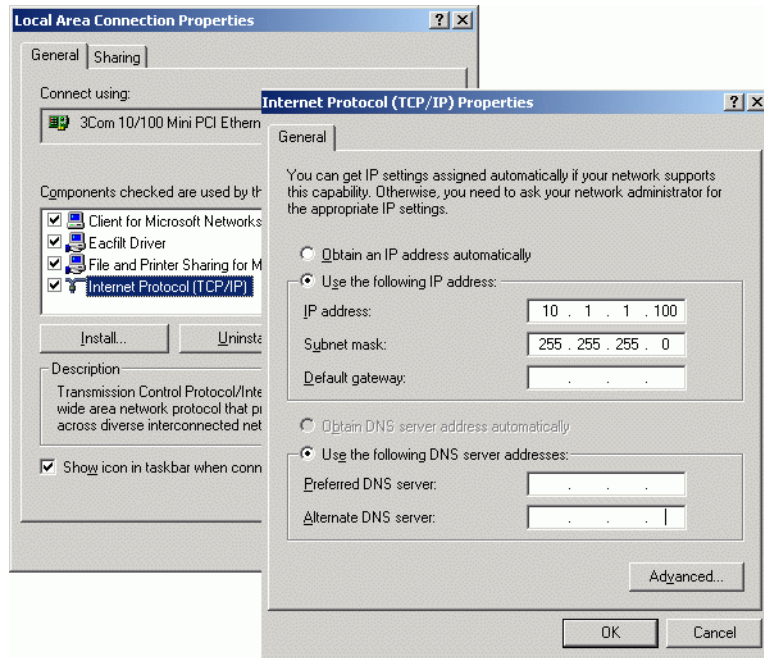 Local Area Connection Properties
General
Sharing
Connect using:
3Com 10/100 Mini PCI Ethern
Components checked are used by th
Client for Microsoft Networks
Eacfilt Driver
File and Printer Sharing for M
Internet Protocol (TCP/IP)
Install...
Uninsta
Description
Transmission Control Protocol/Inte
wide area network protocol that pr
across diverse interconnected net
Show icon in taskbar when conn
Internet Protocol (TCP/IP) Properties
General
You can get IP settings assigned automatically if your network supports
this capability. Otherwise, you need to ask your network administrator for
the appropriate IP settings.
Obtain an IP address automatically
Use the following IP address:
IP address: 10 . 1 . 1 . 100
Subnet mask: 255 . 255 . 255 . 0
Default gateway: . . .
Obtain DNS server address automatically
Use the following DNS server addresses:
Preferred DNS server: . . .
Alternate DNS server: . . .
Advanced...
OK
Cancel